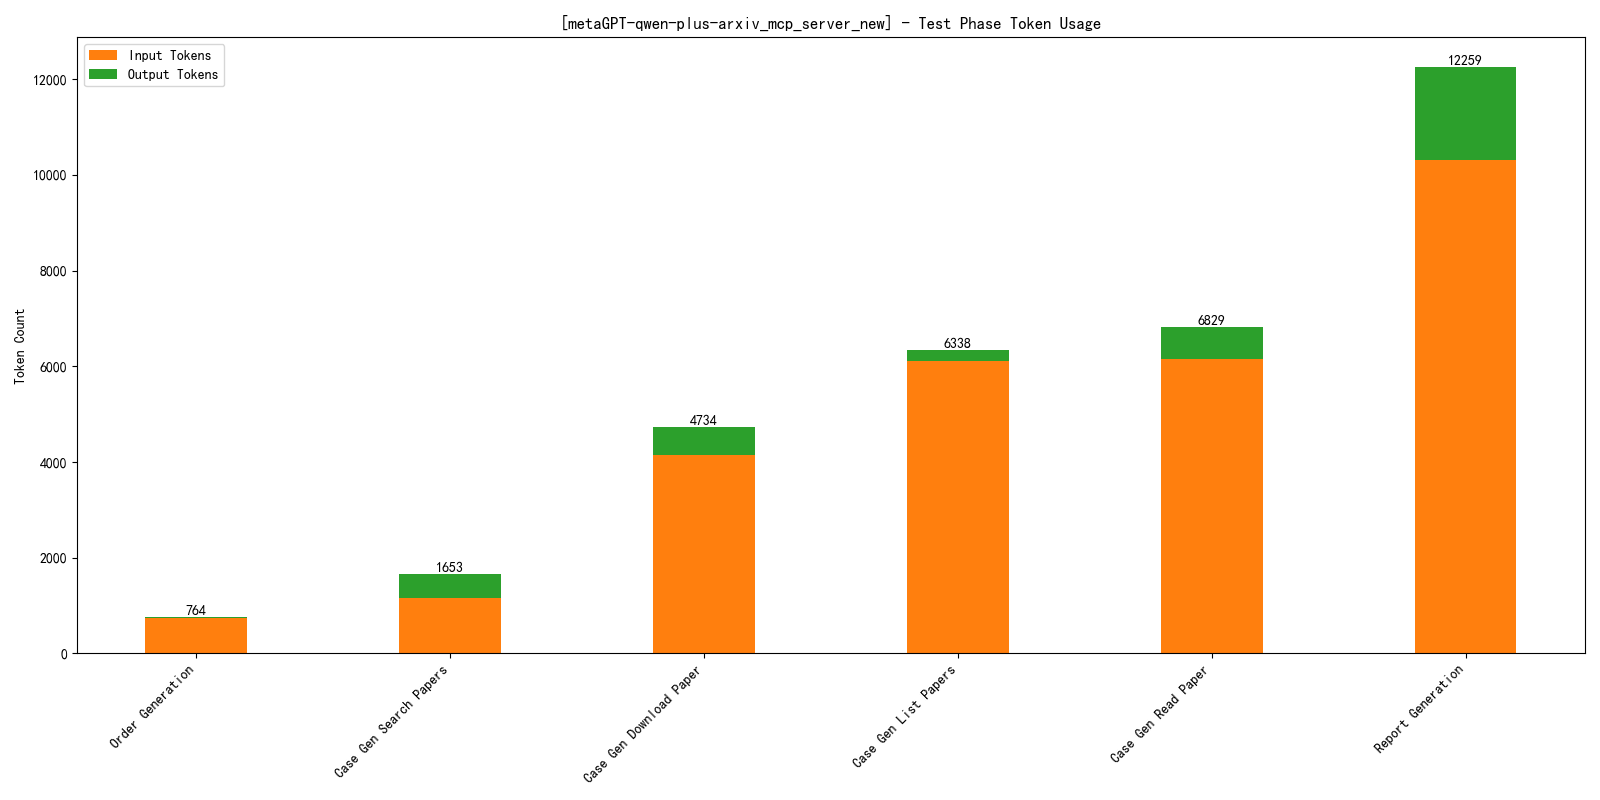 [metaGPT-qwen-plus-arxiv_mcp_server_new] - Test Phase Token Usage
Input Tokens
Output Tokens
Token Count
12000
10000
8000
6000
4000
2000
0
764
1653
4734
6338
6829
12259
Order Generation
Case Gen Search Papers
Case Gen Download Paper
Case Gen List Papers
Case Gen Read Paper
Report Generation